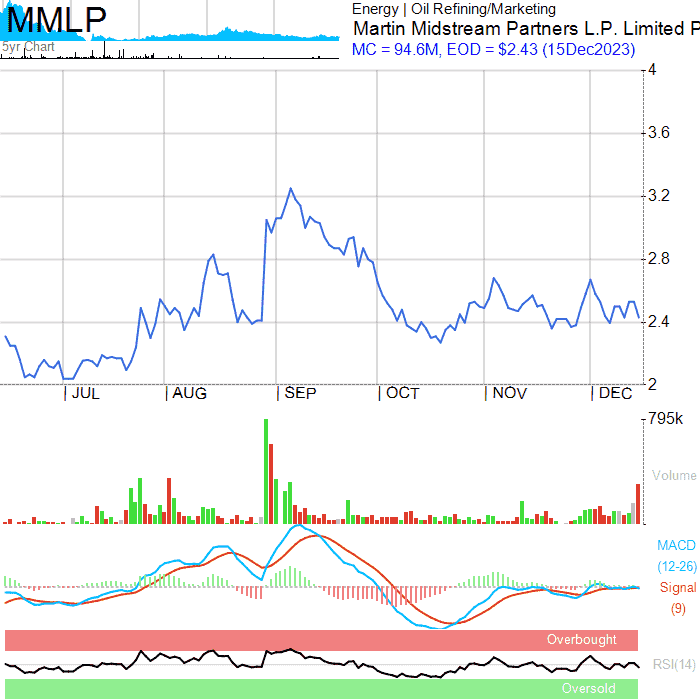 MMLP
5yr Chart
Energy | Oil Refining/Marketing
Martin Midstream Partners L.P. Limited P
MC = 94.6M, EOD = $2.43 (15Dec2023)
4
3.6
3.2
2.8
2.4
2
| JUL | AUG | SEP | OCT | NOV | DEC
795k
Volume
MACD
(12-26)
Signal
(9)
Overbought
RSI(14)
Oversold